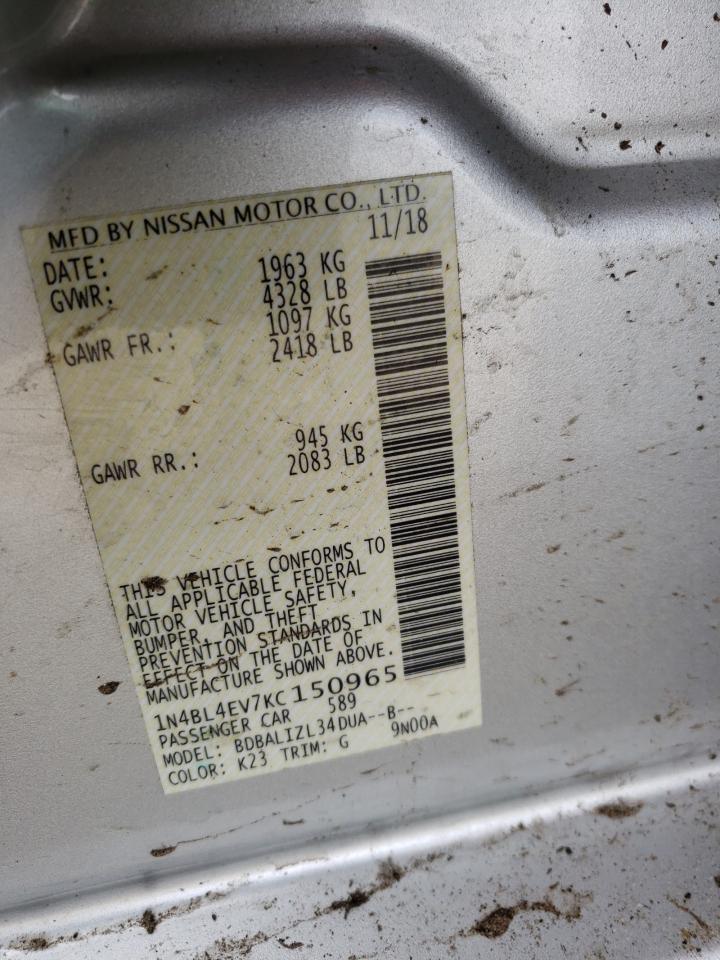 MFD BY NISSAN MOTOR CO., LTD.
DATE: 11/18
GVWR: 1963 KG
4328 LB
GAWR FR.: 1097 KG
2418 LB
GAWR RR.: 945 KG
2083 LB
THIS VEHICLE CONFORMS TO
ALL APPLICABLE FEDERAL
MOTOR VEHICLE SAFETY,
BUMPER, AND THEFT
PREVENTION STANDARDS IN
EFFECT ON THE DATE OF
MANUFACTURE SHOWN ABOVE.
1N4BL4EV7KC150965
PASSENGER CAR 589
MODEL: BDBALIZL34DUA--B--
COLOR: K23 TRIM: G 9N00A